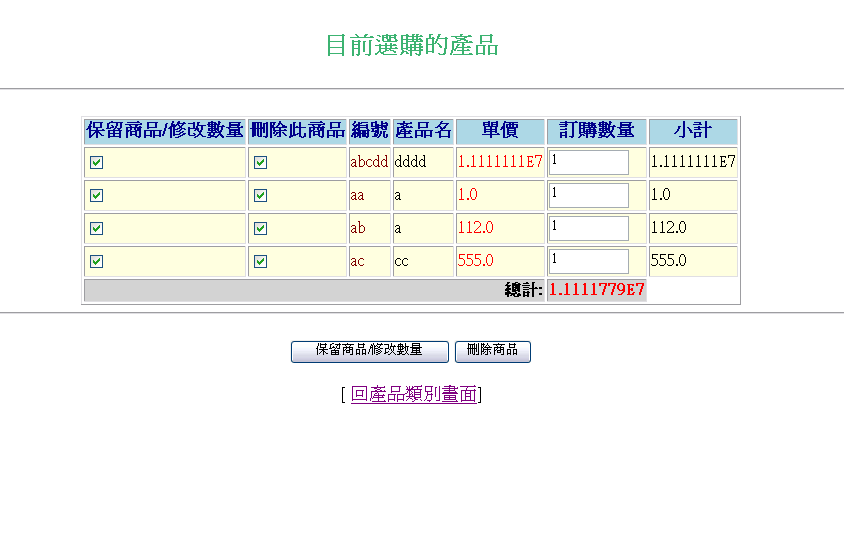 目前選購的產品
保留商品/修改數量 刪除此商品 編號 產品名 單價 訂購數量 小計
abcdd dddd 1.1111111E7 1 1.1111111E7
aa a 1.0 1 1.0
ab a 112.0 1 112.0
ac cc 555.0 1 555.0
總計: 1.1111779E7
保留商品/修改數量 刪除商品
[ 回產品類別畫面]